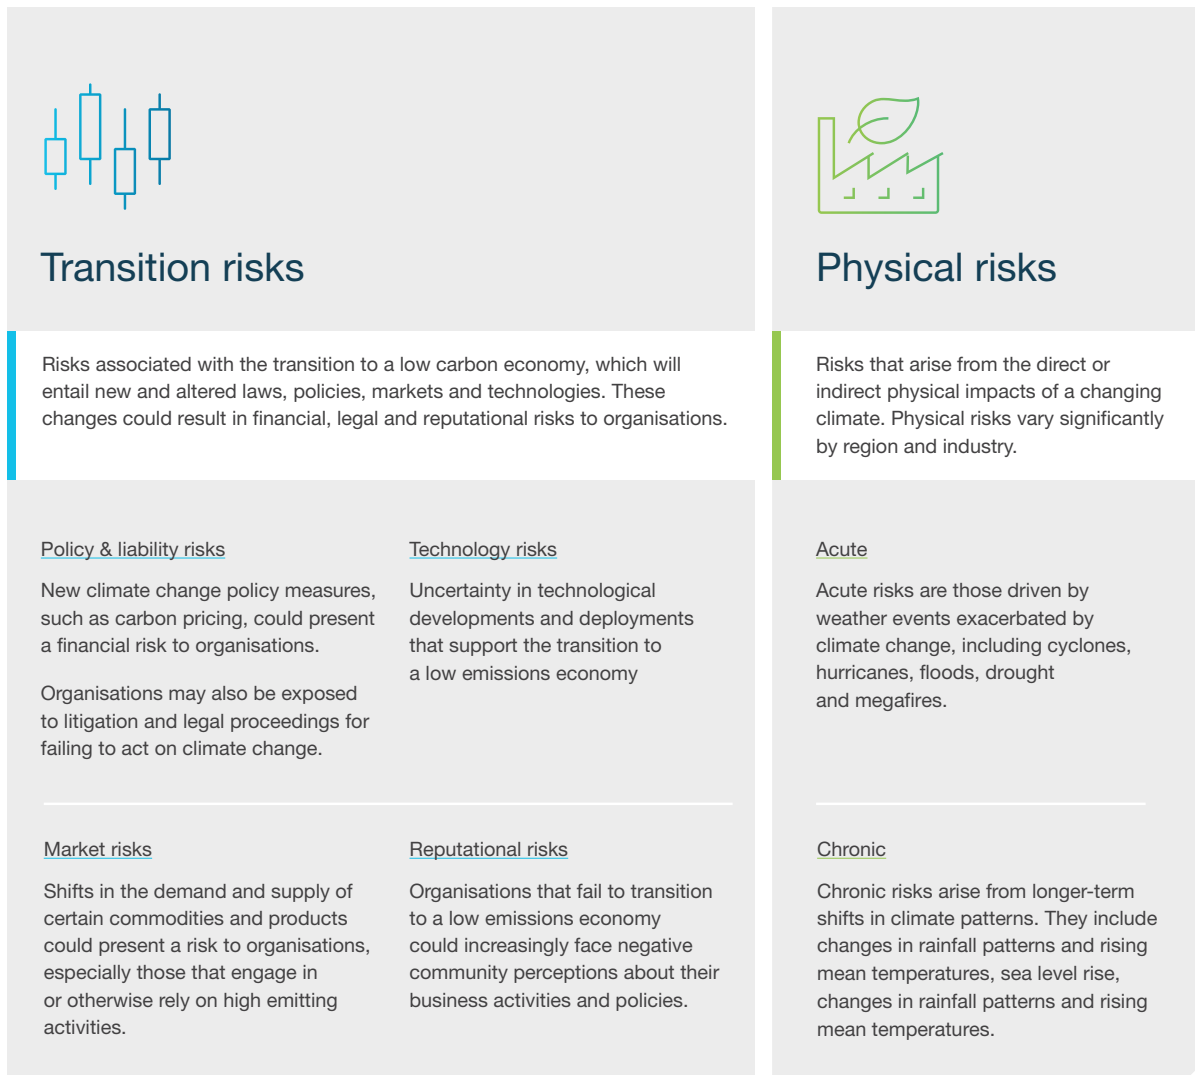 Transition risks
Risks associated with the transition to a low carbon economy, which will
entail new and altered laws, policies, markets and technologies. These
changes could result in financial, legal and reputational risks to organisations.
Policy & liability risks
New climate change policy measures,
such as carbon pricing, could present
a financial risk to organisations.
Organisations may also be exposed
to litigation and legal proceedings for
failing to act on climate change.
Technology risks
Uncertainty in technological
developments and deployments
that support the transition to
a low emissions economy
Market risks
Shifts in the demand and supply of
certain commodities and products
could present a risk to organisations,
especially those that engage in
or otherwise rely on high emitting
activities.
Reputational risks
Organisations that fail to transition
to a low emissions economy
could increasingly face negative
community perceptions about their
business activities and policies.
Physical risks
Risks that arise from the direct or
indirect physical impacts of a changing
climate. Physical risks vary significantly
by region and industry.
Acute
Acute risks are those driven by
weather events exacerbated by
climate change, including cyclones,
hurricanes, floods, drought
and megafires.
Chronic
Chronic risks arise from longer-term
shifts in climate patterns. They include
changes in rainfall patterns and rising
mean temperatures, sea level rise,
changes in rainfall patterns and rising
mean temperatures.